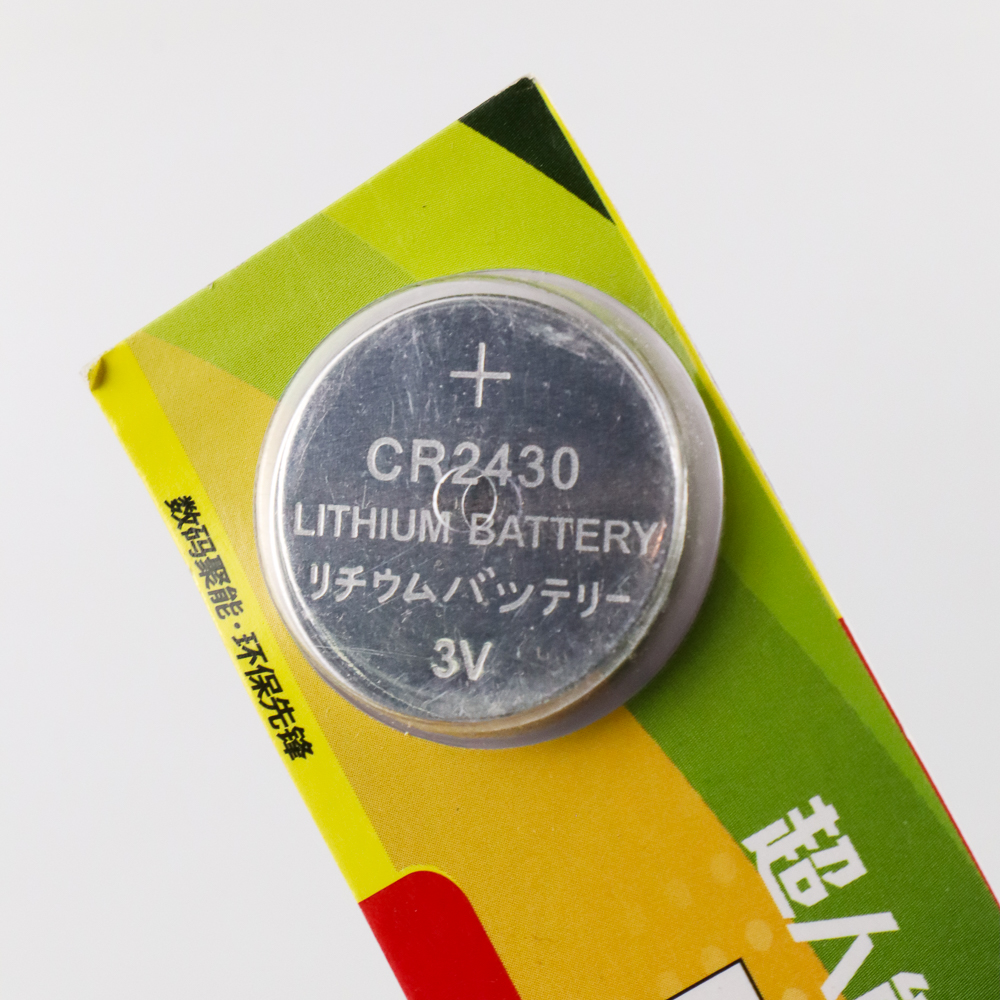 +
CR2430
LITHIUM BATTERY
リチウムバッテリー
3V
数码聚能·环保先锋
超人